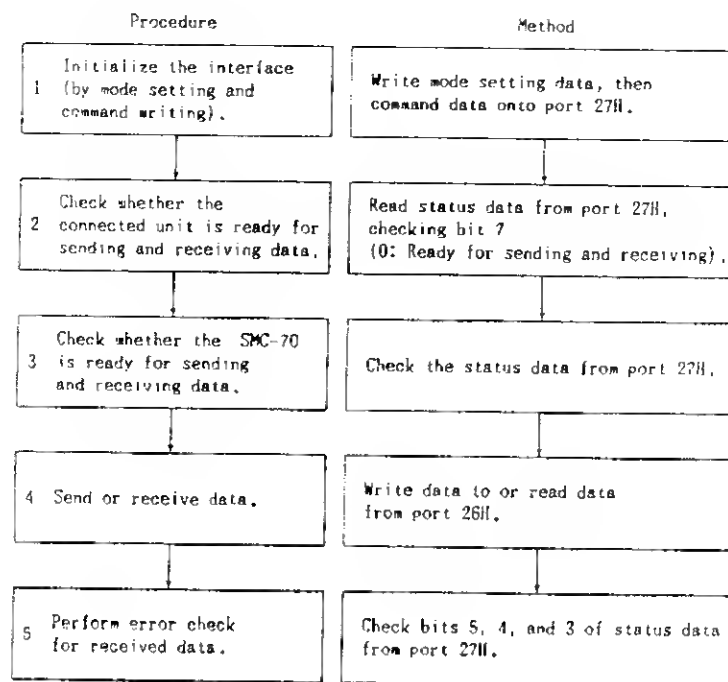 Procedure
Method
1 Initialize the interface
(by mode setting and
command writing).
Write mode setting data, then
command data onto port 27H.
2 Check whether the
connected unit is ready for
sending and receiving data.
Read status data from port 27H,
checking bit 7
(0: Ready for sending and receiving).
3 Check whether the SMC-70
is ready for sending
and receiving data.
Check the status data from port 27H.
4 Send or receive data.
Write data to or read data
from port 26H.
5 Perform error check
for received data.
Check bits 5, 4, and 3 of status data
from port 27H.